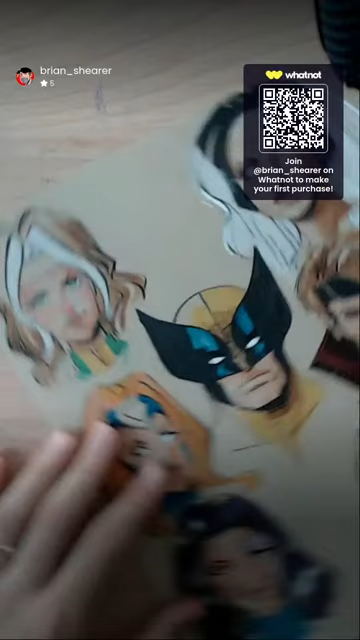 brian_shearer
★ 5
whatnot
Join
@brian_shearer on
Whatnot to make
your first purchase!